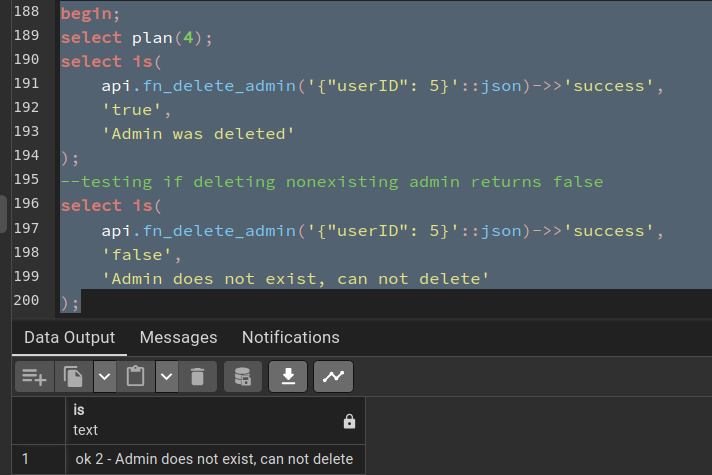 188 begin;
189 select plan(4);
190 select is(
191 api.fn_delete_admin('{"userID": 5}'::json)->>'success',
192 'true',
193 'Admin was deleted'
194 );
195 --testing if deleting nonexisting admin returns false
196 select is(
197 api.fn_delete_admin('{"userID": 5}'::json)->>'success',
198 'false',
199 'Admin does not exist, can not delete'
200 );
Data Output Messages Notifications
is
text
1 ok 2 - Admin does not exist, can not delete